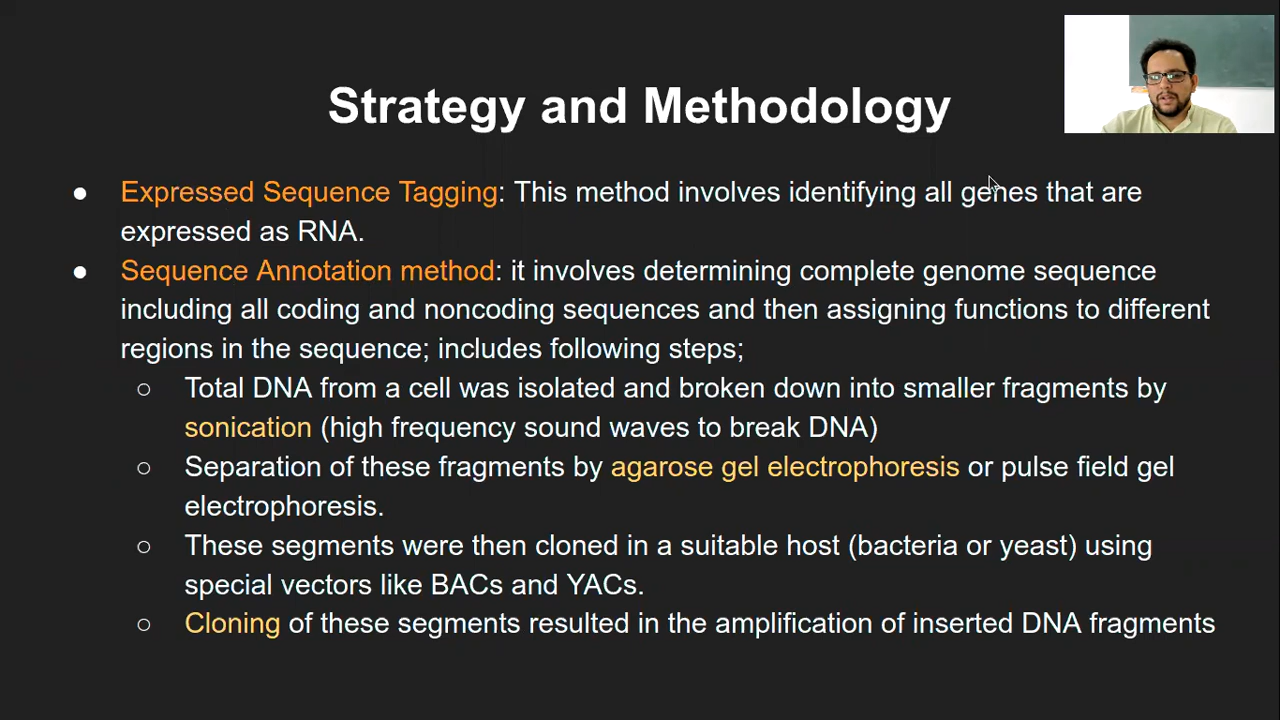 Strategy and Methodology
● Expressed Sequence Tagging: This method involves identifying all genes that are
expressed as RNA.
● Sequence Annotation method: it involves determining complete genome sequence
including all coding and noncoding sequences and then assigning functions to different
regions in the sequence; includes following steps;
○ Total DNA from a cell was isolated and broken down into smaller fragments by
sonication (high frequency sound waves to break DNA)
○ Separation of these fragments by agarose gel electrophoresis or pulse field gel
electrophoresis.
○ These segments were then cloned in a suitable host (bacteria or yeast) using
special vectors like BACs and YACs.
○ Cloning of these segments resulted in the amplification of inserted DNA fragments